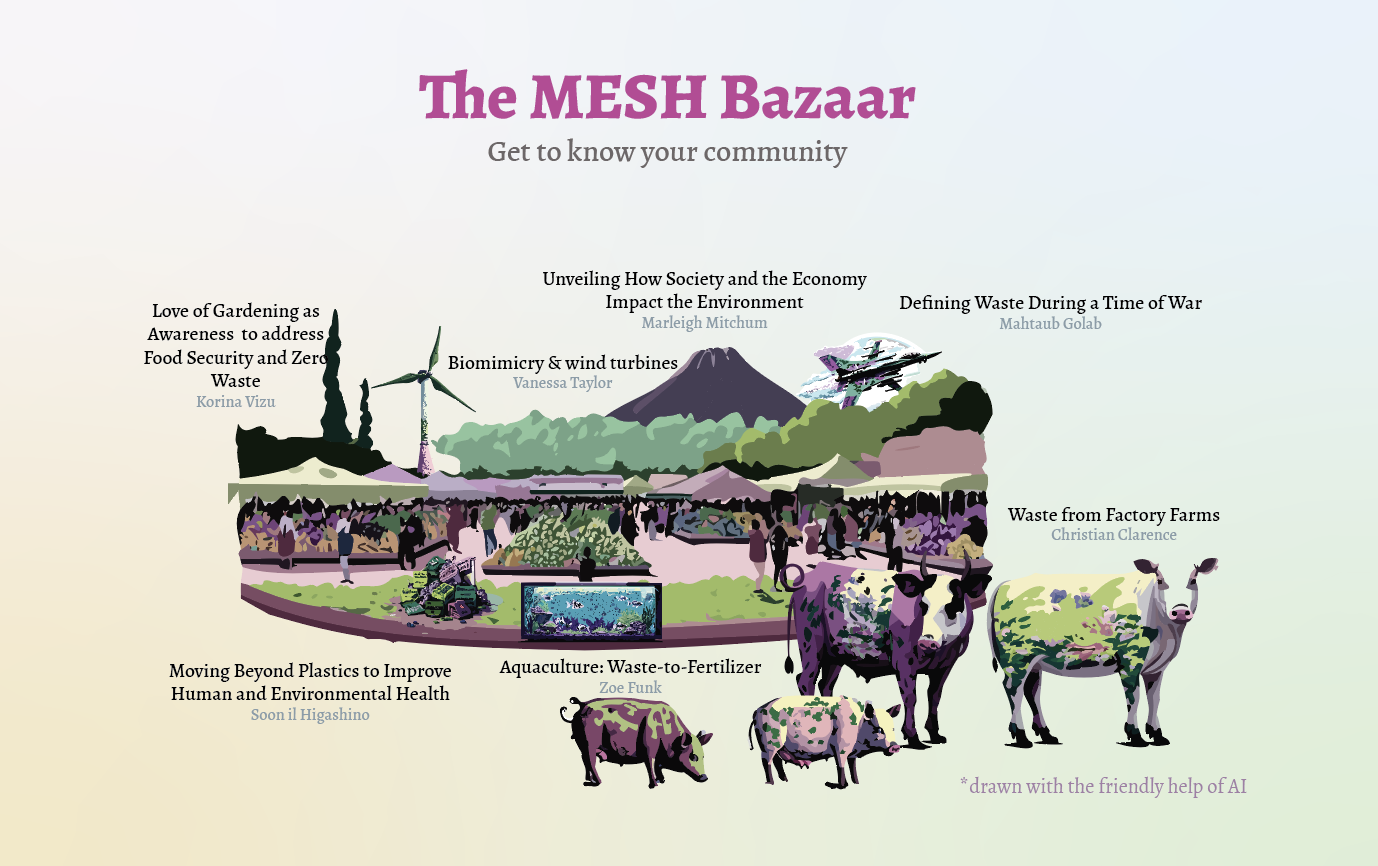 The MESH Bazaar
Get to know your community
Unveiling How Society and the Economy
Impact the Environment
Marleigh Mitchum
Defining Waste During a Time of War
Mahtaub Golab
Love of Gardening as
Awareness to address
Food Security and Zero
Waste
Korina Vizu
Biomimicry & wind turbines
Vanessa Taylor
Waste from Factory Farms
Christian Clarence
Moving Beyond Plastics to Improve
Human and Environmental Health
Soon il Higashino
Aquaculture: Waste-to-Fertilizer
Zoe Funk
*drawn with the friendly help of AI